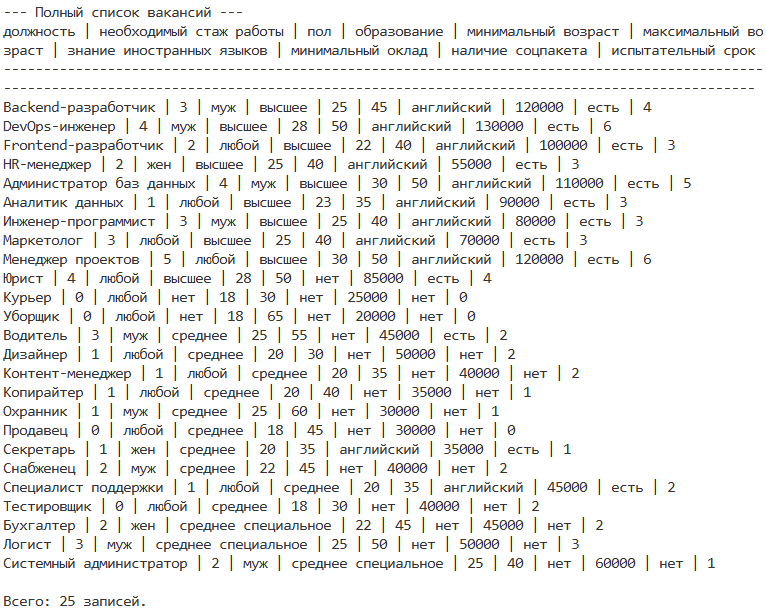 --- Полный список вакансий ---
должность | необходимый стаж работы | пол | образование | минимальный возраст | максимальный во
зраст | знание иностранных языков | минимальный оклад | наличие соцпакета | испытательный срок
----------------------------------------------------------------------------------------------
---------------------------------------------------------------------------------------------
Backend-разработчик | 3 | муж | высшее | 25 | 45 | английский | 120000 | есть | 4
DevOps-инженер | 4 | муж | высшее | 28 | 50 | английский | 130000 | есть | 6
Frontend-разработчик | 2 | любой | высшее | 22 | 40 | английский | 100000 | есть | 3
HR-менеджер | 2 | жен | высшее | 25 | 40 | английский | 55000 | есть | 3
Администратор баз данных | 4 | муж | высшее | 30 | 50 | английский | 110000 | есть | 5
Аналитик данных | 1 | любой | высшее | 23 | 35 | английский | 90000 | есть | 3
Инженер-программист | 3 | муж | высшее | 25 | 40 | английский | 80000 | есть | 3
Маркетолог | 3 | любой | высшее | 25 | 40 | английский | 70000 | есть | 3
Менеджер проектов | 5 | любой | высшее | 30 | 50 | английский | 120000 | есть | 6
Юрист | 4 | любой | высшее | 28 | 50 | нет | 85000 | есть | 4
Курьер | 0 | любой | нет | 18 | 30 | нет | 25000 | нет | 0
Уборщик | 0 | любой | нет | 18 | 65 | нет | 20000 | нет | 0
Водитель | 3 | муж | среднее | 25 | 55 | нет | 45000 | есть | 2
Дизайнер | 1 | любой | среднее | 20 | 30 | нет | 50000 | нет | 2
Контент-менеджер | 1 | любой | среднее | 20 | 35 | нет | 40000 | нет | 2
Копирайтер | 1 | любой | среднее | 20 | 40 | нет | 35000 | нет | 1
Охранник | 1 | муж | среднее | 25 | 60 | нет | 30000 | нет | 1
Продавец | 0 | любой | среднее | 18 | 45 | нет | 30000 | нет | 0
Секретарь | 1 | жен | среднее | 20 | 35 | английский | 35000 | есть | 1
Снабженец | 2 | муж | среднее | 22 | 45 | нет | 40000 | нет | 2
Специалист поддержки | 1 | любой | среднее | 20 | 35 | английский | 45000 | есть | 2
Тестировщик | 0 | любой | среднее | 18 | 30 | нет | 40000 | нет | 2
Бухгалтер | 2 | жен | среднее специальное | 22 | 45 | нет | 45000 | нет | 2
Логист | 3 | муж | среднее специальное | 25 | 50 | нет | 50000 | нет | 3
Системный администратор | 2 | муж | среднее специальное | 25 | 40 | нет | 60000 | нет | 1
Всего: 25 записей.